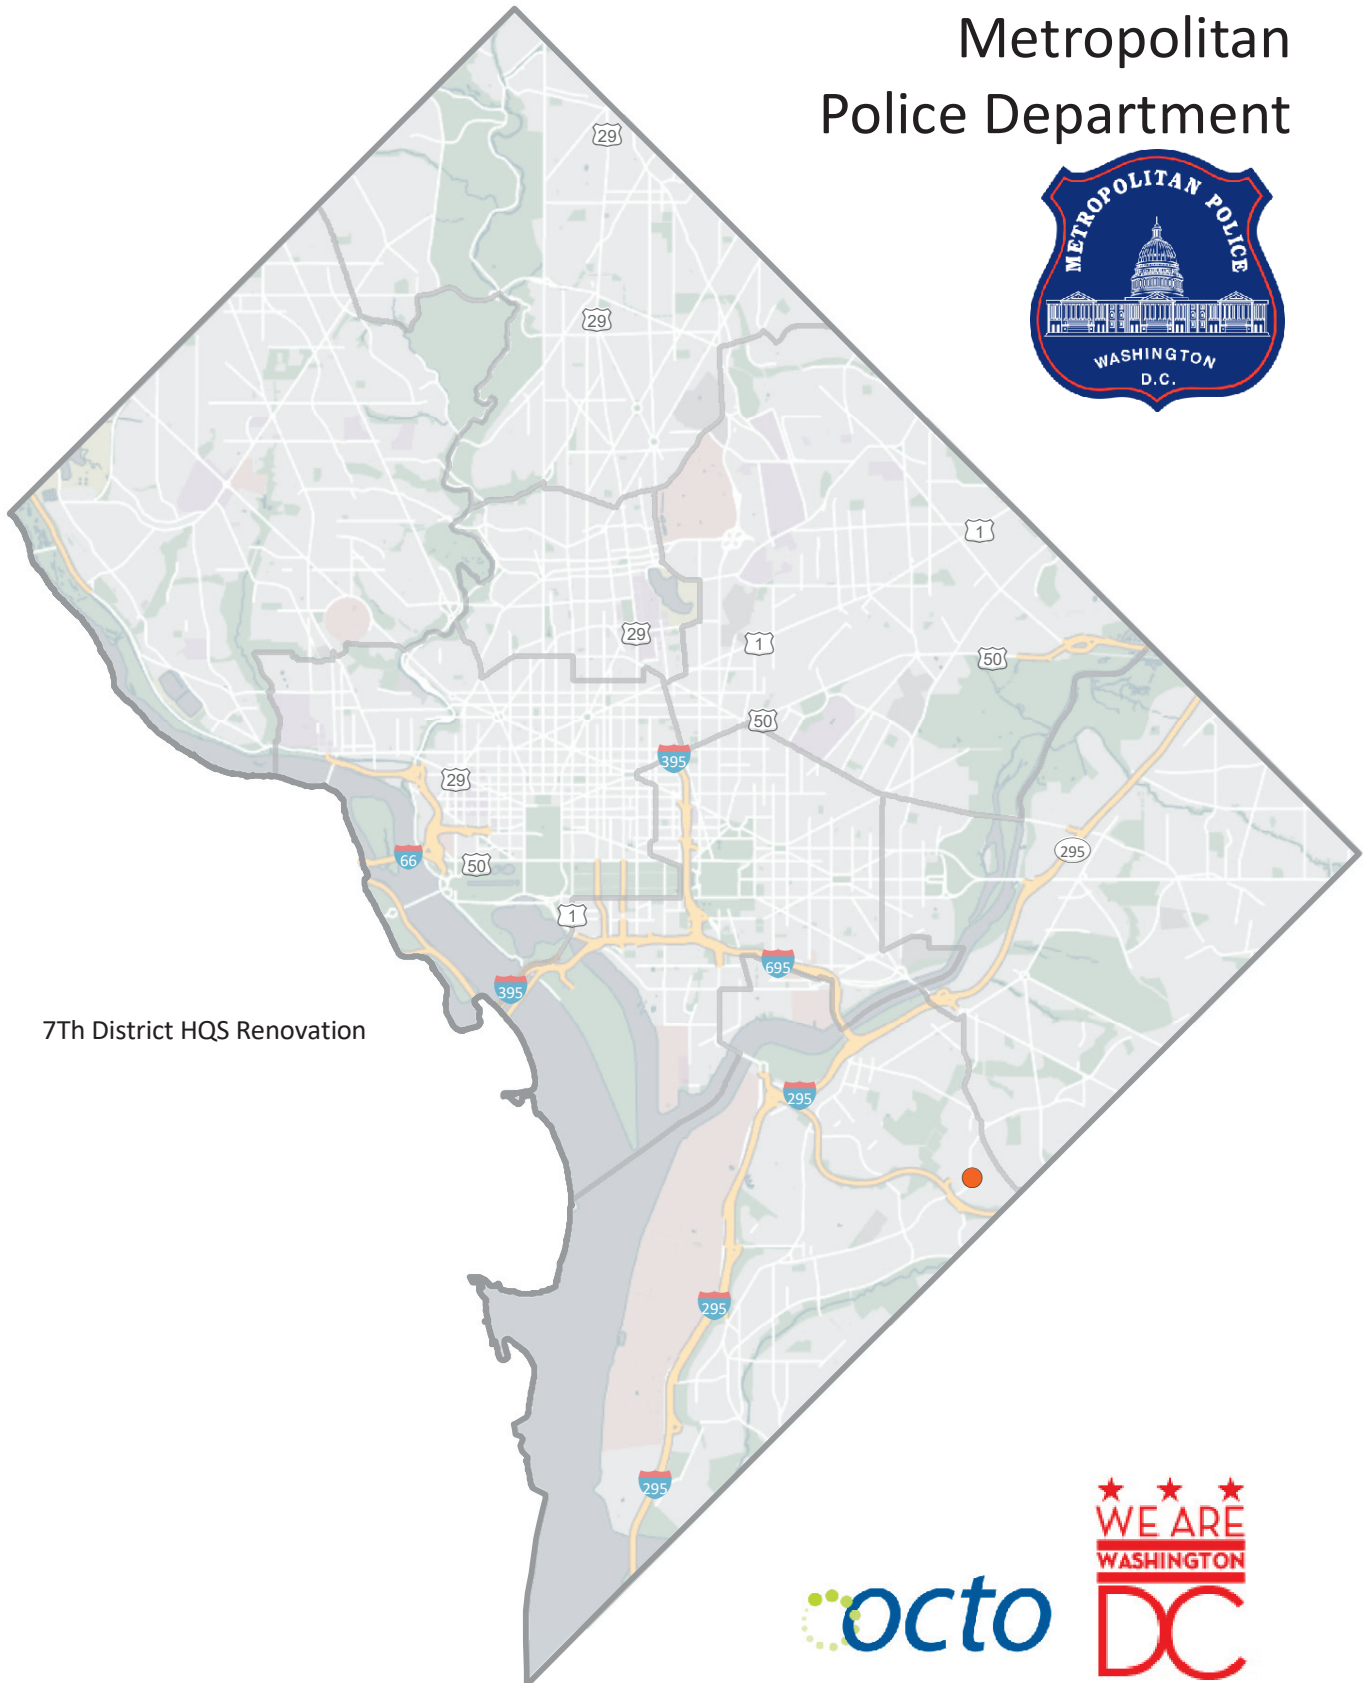 Metropolitan
Police Department
METROPOLITAN POLICE
WASHINGTON
D.C.
29
29
1
29
1
50
50
395
29
295
66
50
1
695
395
7Th District HQS Renovation
295
295
295
WE ARE
WASHINGTON
DC
octo